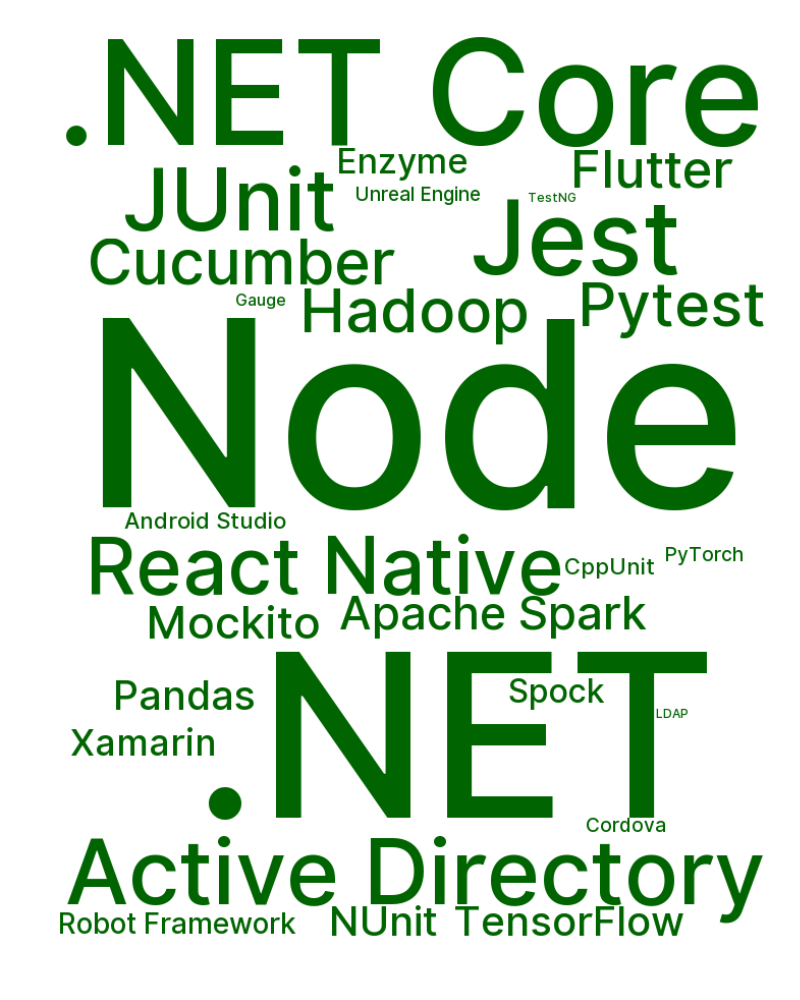 .NET Core
Enzyme
Flutter
JUnit
Unreal Engine
TestNG
Jest
Cucumber
Gauge
Hadoop
Pytest
Node
Android Studio
React Native
CppUnit
PyTorch
Mockito
Apache Spark
Pandas
Spock
LDAP
Xamarin
.NET
Cordova
Active Directory
Robot Framework
NUnit
TensorFlow